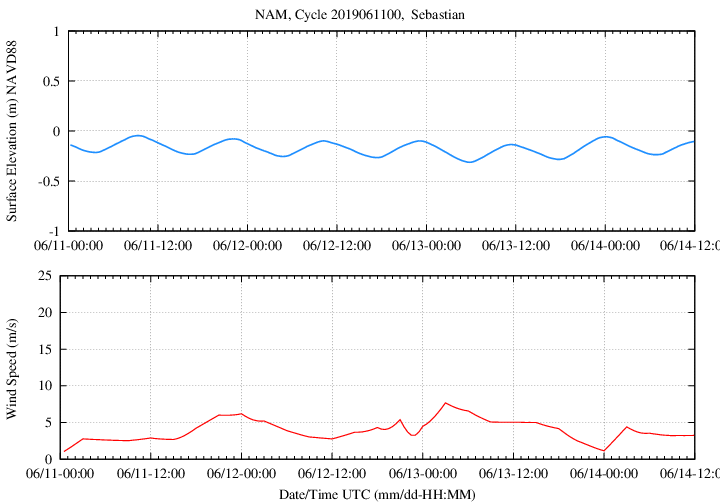 NAM, Cycle 2019061100, Sebastian
Surface Elevation (m) NAVD88
1
0.5
0
-0.5
-1
06/11-00:00 06/11-12:00 06/12-00:00 06/12-12:00 06/13-00:00 06/13-12:00 06/14-00:00 06/14-12:0
Wind Speed (m/s)
25
20
15
10
5
0
06/11-00:00 06/11-12:00 06/12-00:00 06/12-12:00 06/13-00:00 06/13-12:00 06/14-00:00 06/14-12:0
Date/Time UTC (mm/dd-HH:MM)